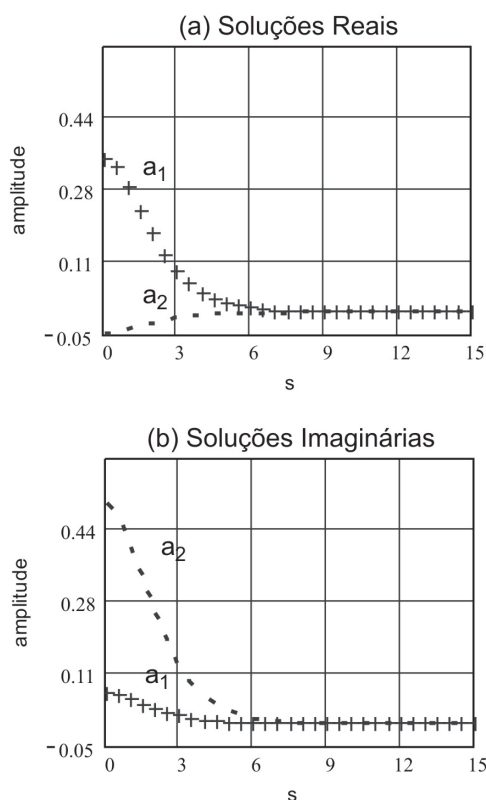 (a) Soluções Reais
amplitude
0.44
0.28
0.11
-0.05
a1
a2
0 3 6 9 12 15
s
(b) Soluções Imaginárias
amplitude
0.44
0.28
0.11
-0.05
a2
a1
0 3 6 9 12 15
s